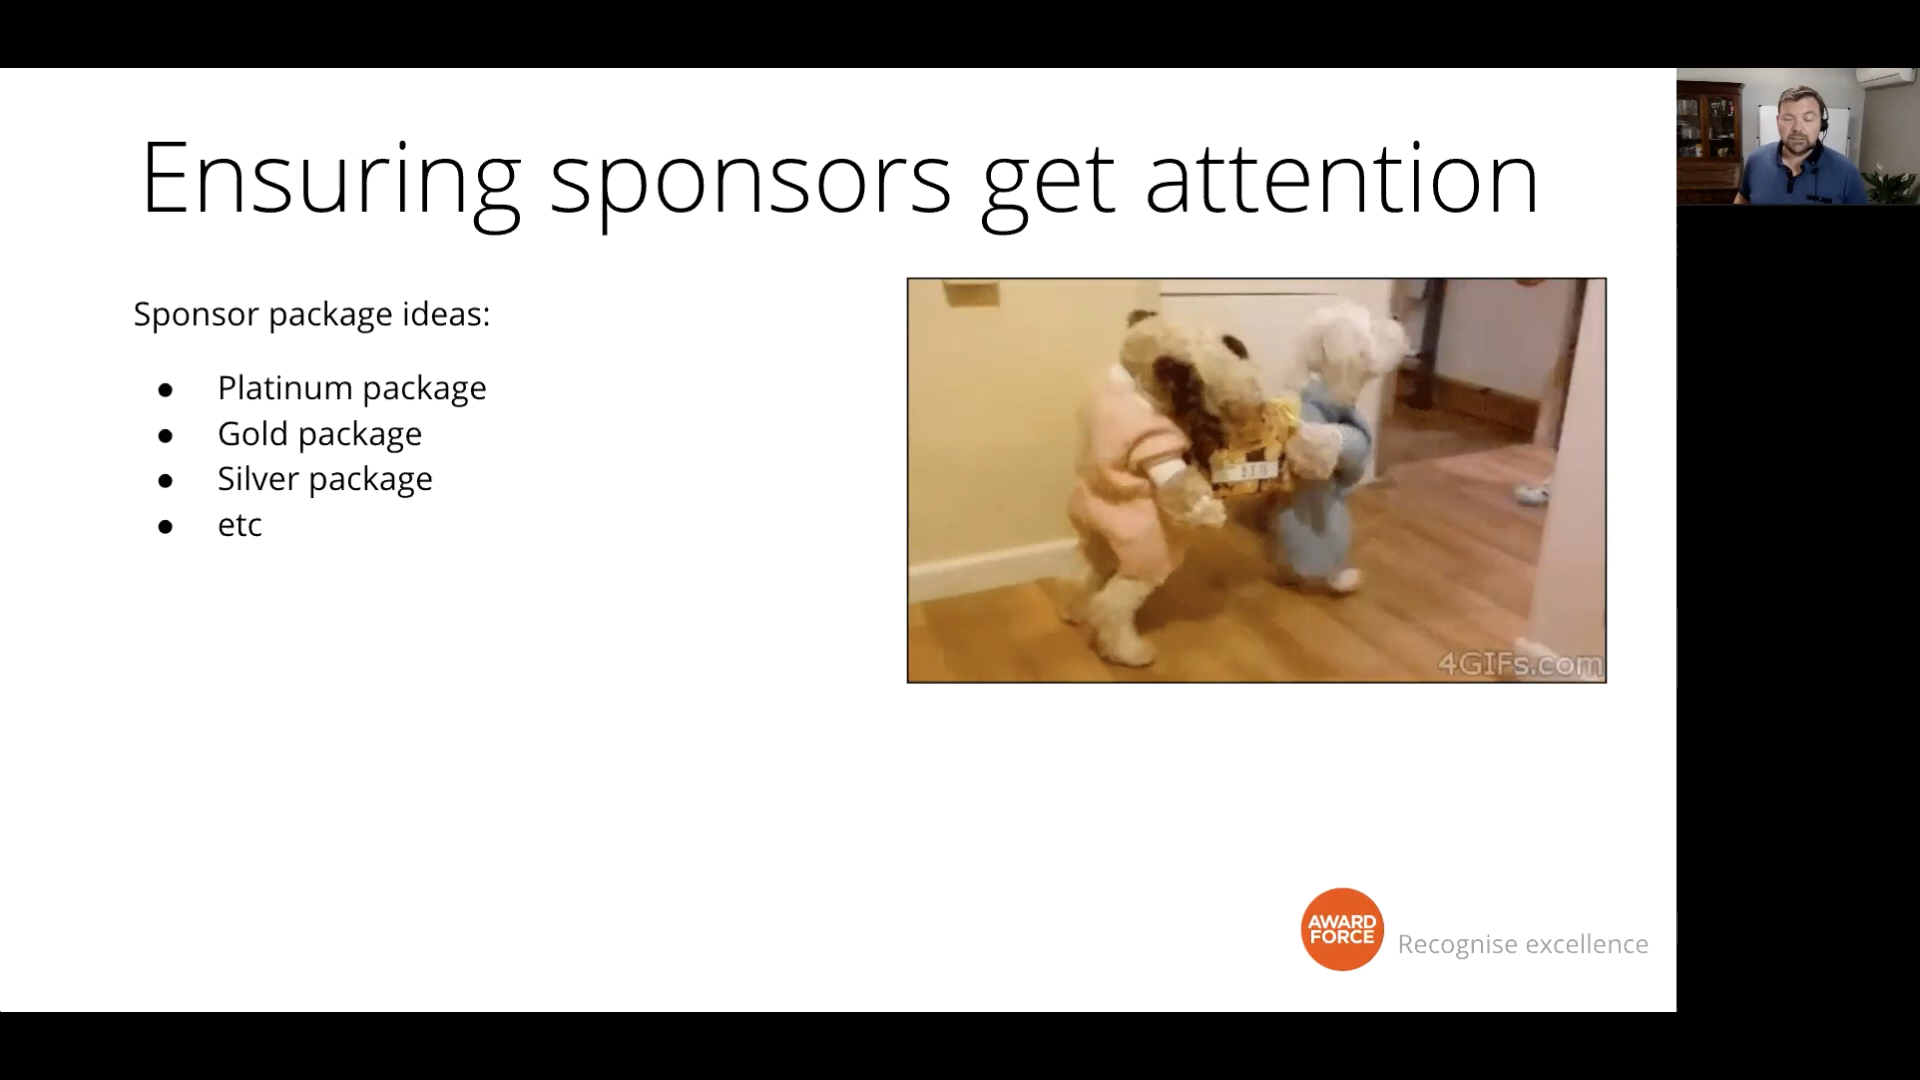 Ensuring sponsors get attention
Sponsor package ideas:
● Platinum package
● Gold package
● Silver package
● etc
4GIFs.com
AWARD
FORCE
Recognise excellence